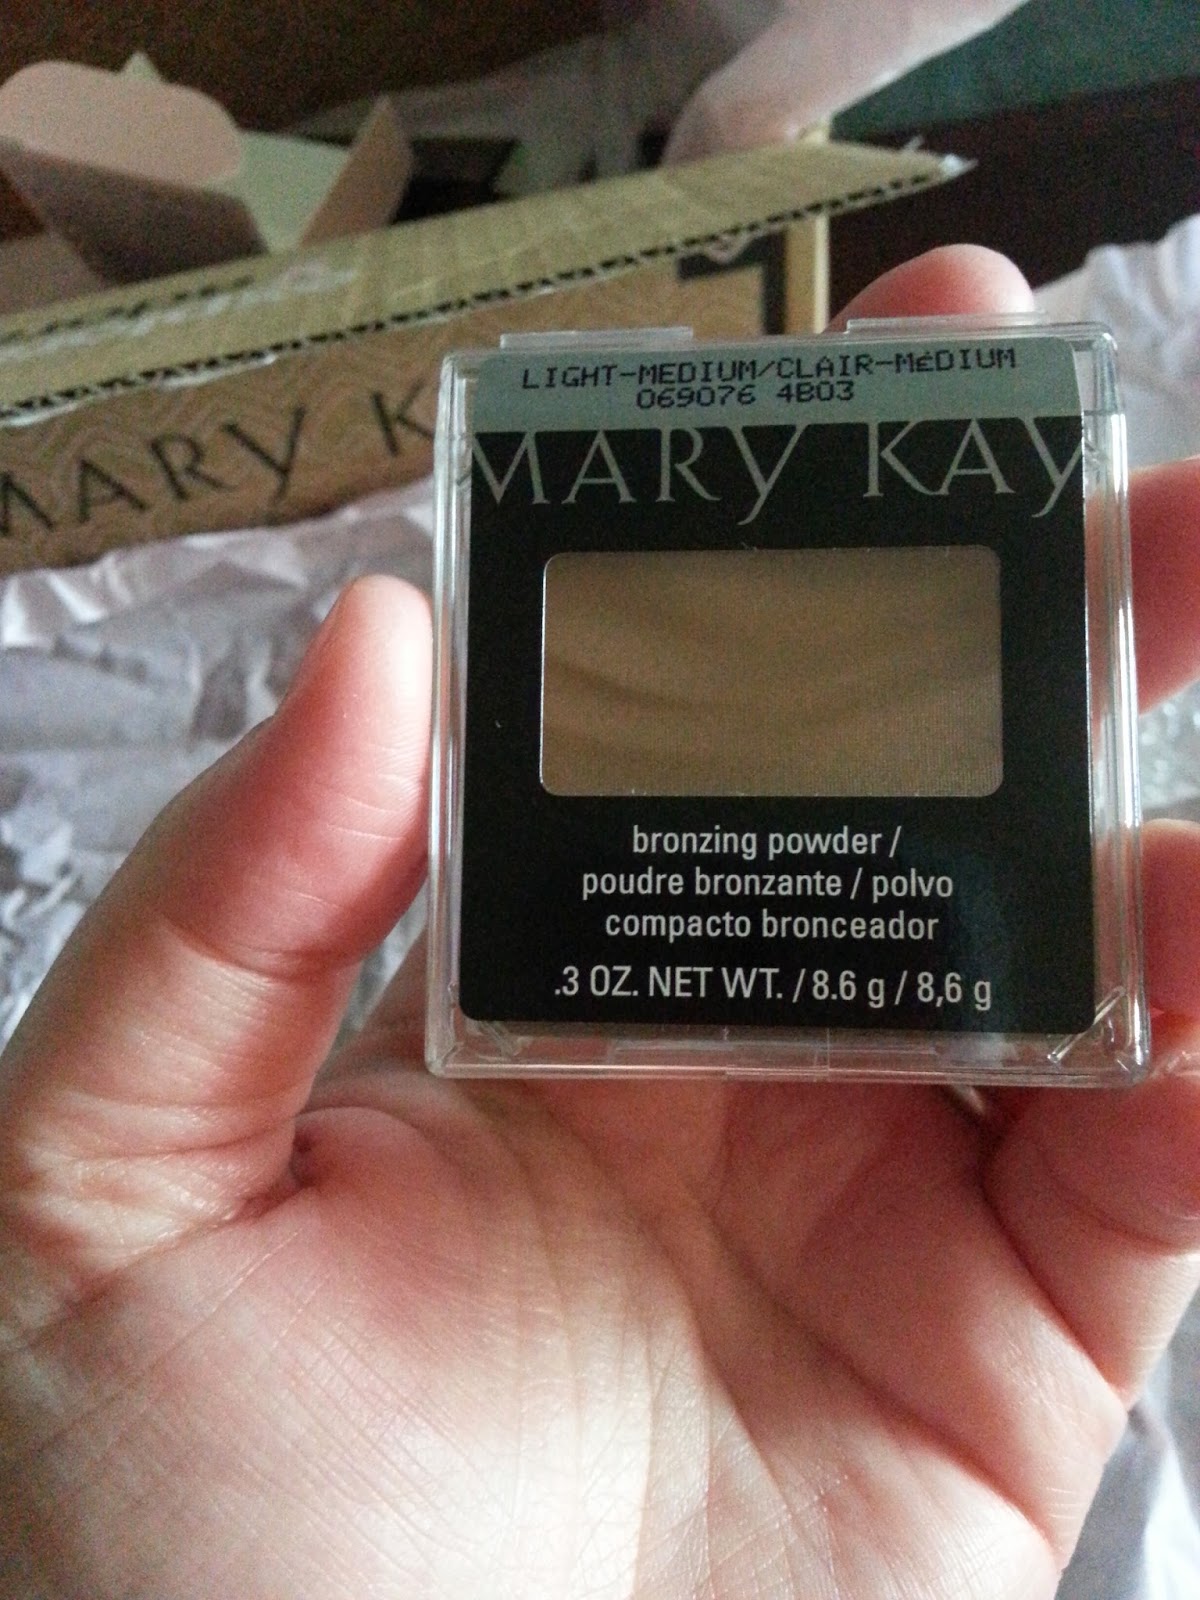 LIGHT-MEDIUM/CLAIR-MéDIUM
069076 4B03
MARY KAY
bronzing powder /
poudre bronzante / polvo
compacto bronceador
.3 OZ. NET WT. / 8.6 g / 8,6 g
MARY K